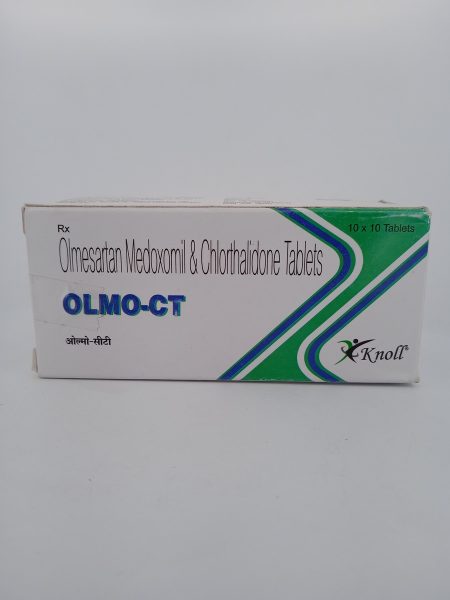 Rx
10 x 10 Tablets
Olmesartan Medoxomil & Chlorthalidone Tablets
OLMO-CT
ओल्मो-सीटी
Knoll®